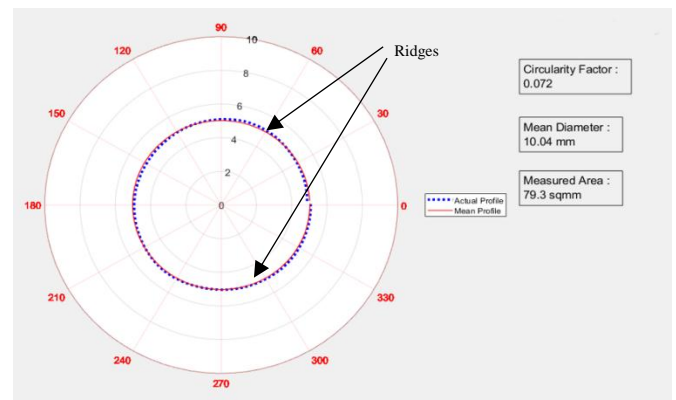 90
120
10
60
Ridges
8
Circularity Factor :
0.072
150
6
30
4
Mean Diameter :
10.04 mm
2
Measured Area :
79.3 sqmm
180
0
0
Actual Profile
Mean Profile
210
330
240
300
270